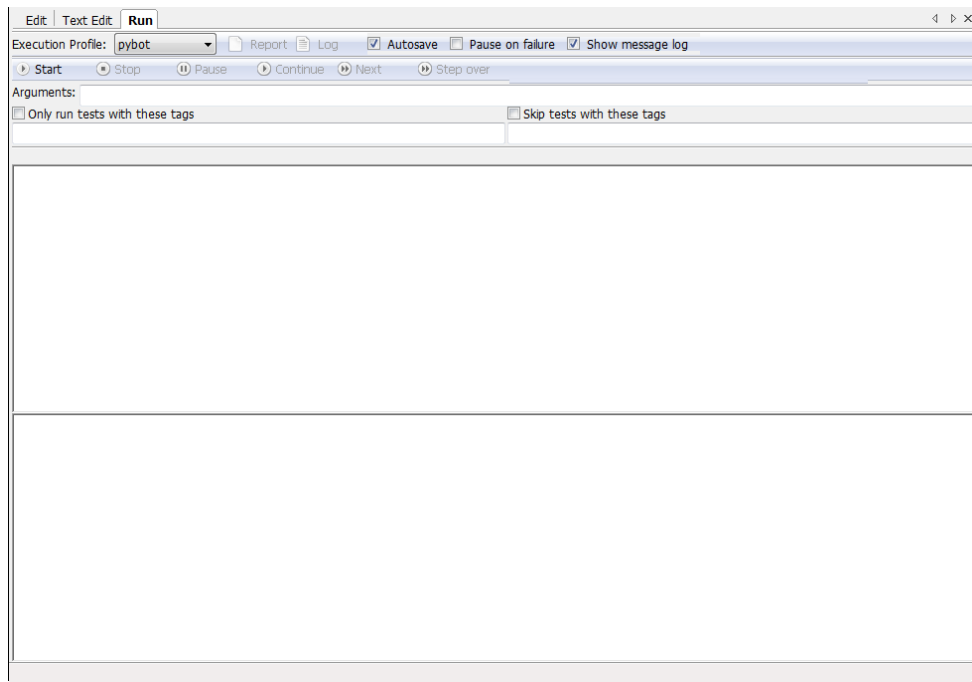 Edit Text Edit Run
Execution Profile: pybot Report Log Autosave Pause on failure Show message log
Start Stop Pause Continue Next Step over
Arguments:
Only run tests with these tags Skip tests with these tags